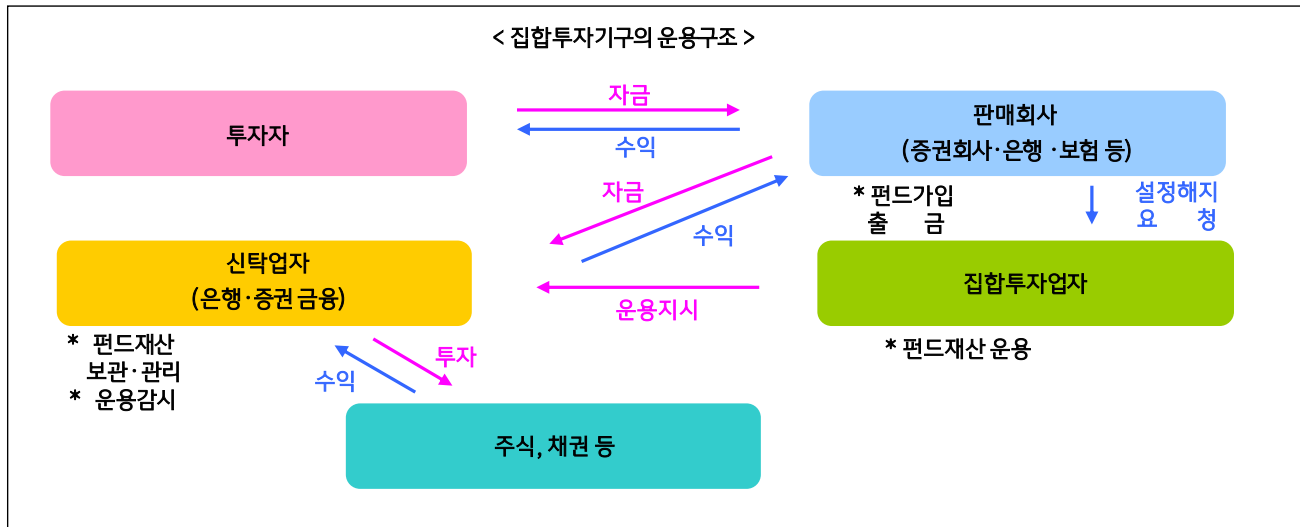 < 집합투자기구의 운용구조 >
자금
투자자
수익
판매회사
(증권회사·은행 ·보험 등)
자금
수익
* 펀드가입
출 금
설정해지
요 청
신탁업자
(은행·증권 금융)
운용지시
집합투자업자
* 펀드재산
보관·관리
* 운용감시
* 펀드재산 운용
투자
수익
주식, 채권 등